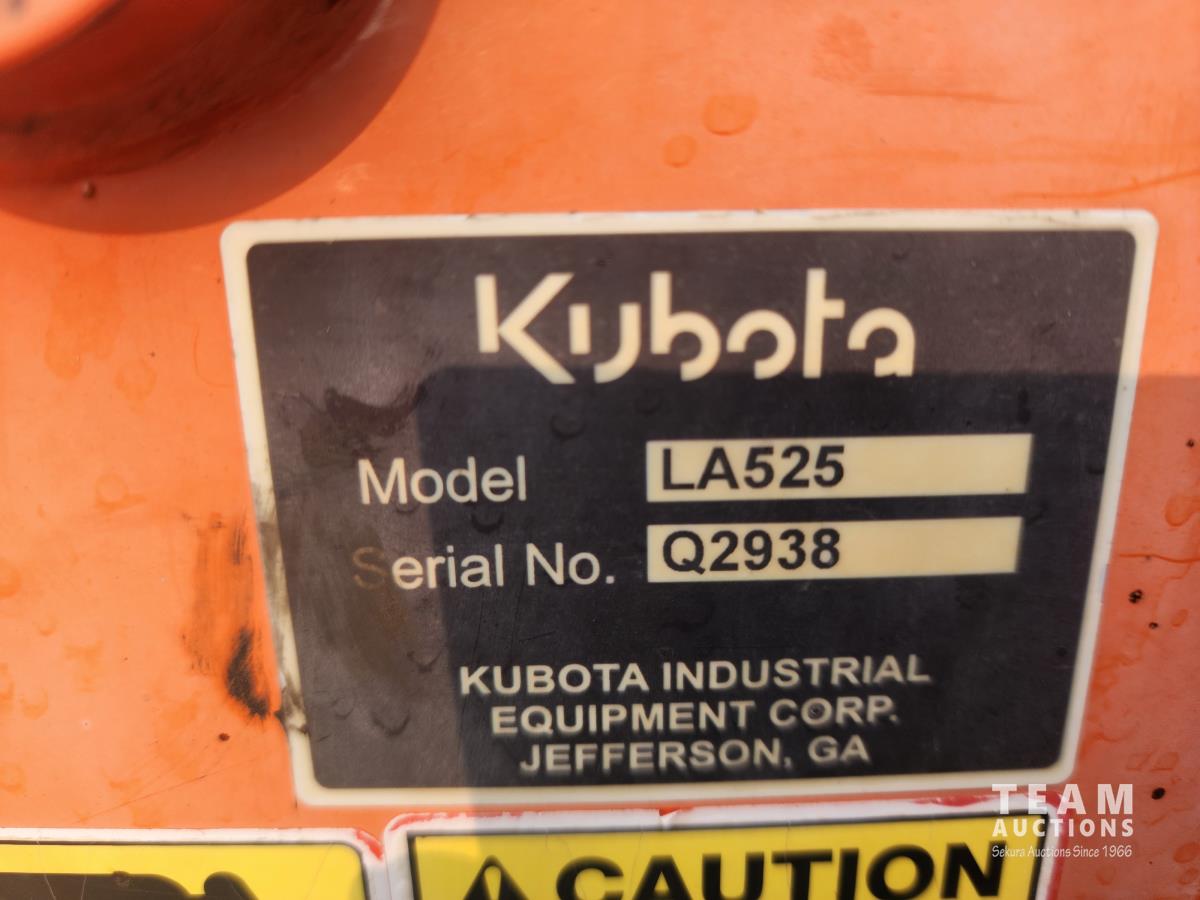 Kubota
Model LA525
Serial No. Q2938
KUBOTA INDUSTRIAL
EQUIPMENT CORP.
JEFFERSON, GA
CAUTION
TEAM
AUCTIONS
Sekura Auctions Since 1966